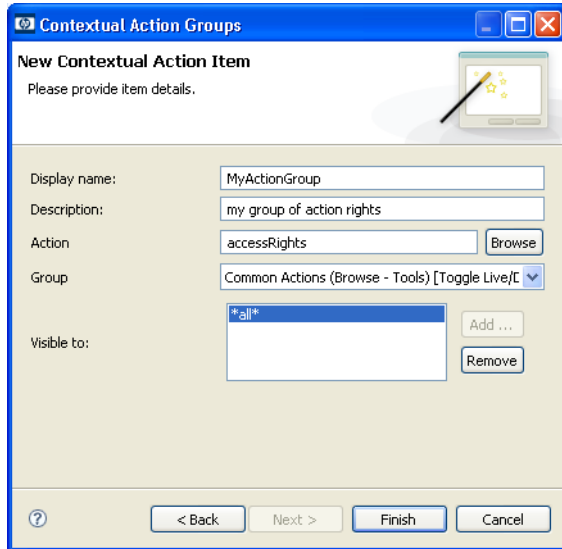 Contextual Action Groups
New Contextual Action Item
Please provide item details.
Display name: MyActionGroup
Description: my group of action rights
Action accessRights Browse
Group Common Actions (Browse - Tools) [Toggle Live/D
Visible to: *all* Add ...
Remove
< Back Next > Finish Cancel